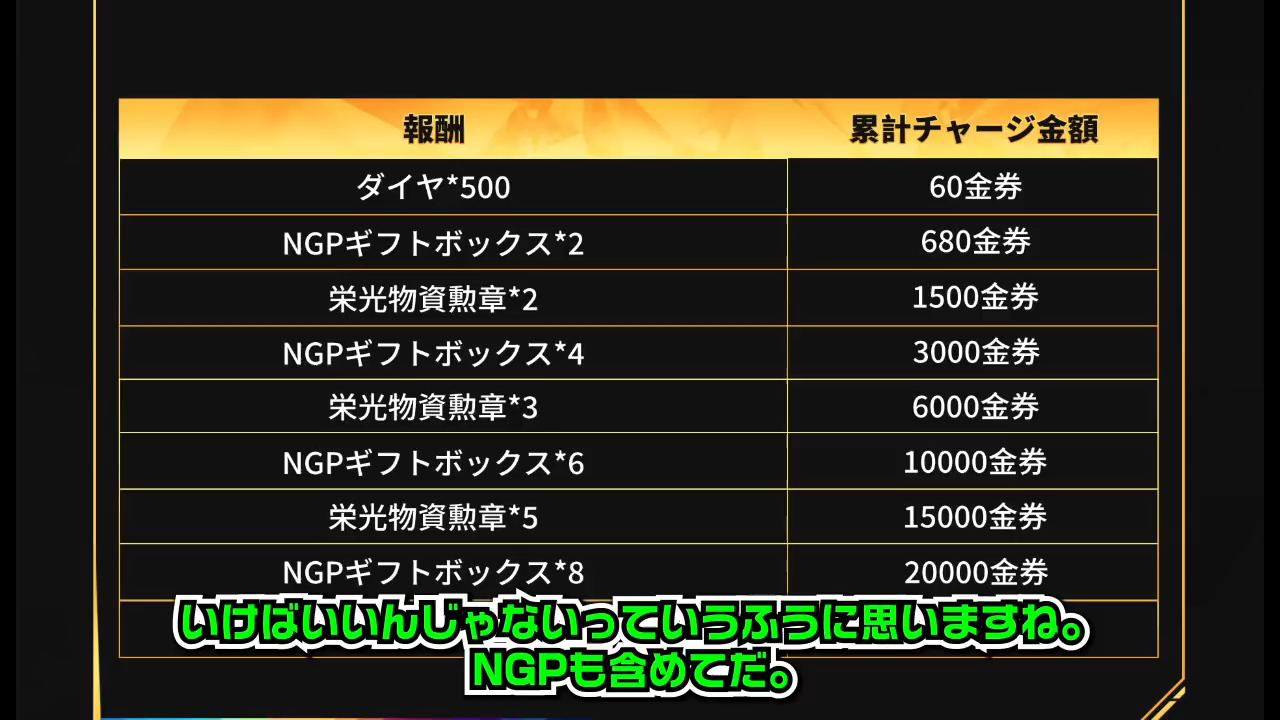 報酬 累計チャージ金額
ダイヤ*500 60金券
NGPギフトボックス*2 680金券
栄光物資勲章*2 1500金券
NGPギフトボックス*4 3000金券
栄光物資勲章*3 6000金券
NGPギフトボックス*6 10000金券
栄光物資勲章*5 15000金券
NGPギフトボックス*8 20000金券
いけばいいんじゃないっていうふうに思いますね。
NGPも含めてだ。